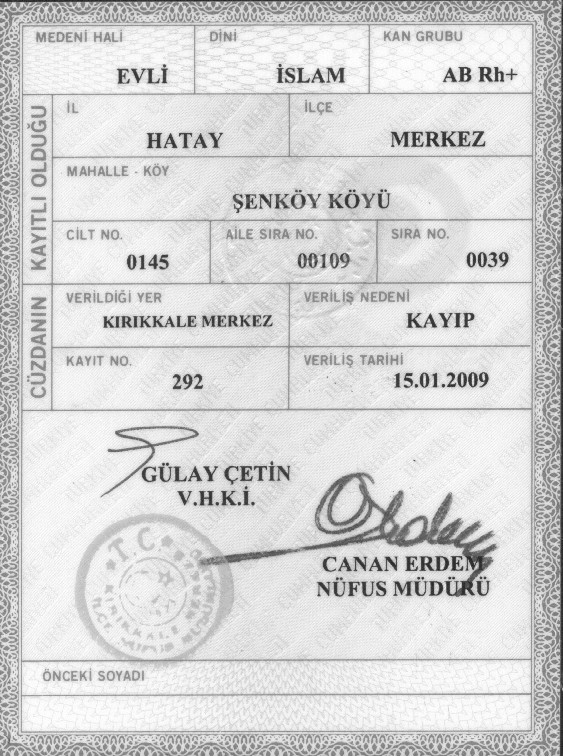 MEDENİ HALİ DİNİ KAN GRUBU
EVLİ İSLAM AB Rh+
KAYITLI OLDUĞU
İL İLÇE
HATAY MERKEZ
MAHALLE - KÖY
ŞENKÖY KÖYÜ
CİLT NO. AİLE SIRA NO. SIRA NO.
0145 00109 0039
CÜZDANIN
VERİLDİĞİ YER VERİLİŞ NEDENİ
KIRIKKALE MERKEZ KAYIP
KAYIT NO. VERİLİŞ TARİHİ
292 15.01.2009
GÜLAY ÇETİN
V.H.K.İ.
CANAN ERDEM
NÜFUS MÜDÜRÜ
T.C.
KIRIKKALE
ÖNCEKİ SOYADI